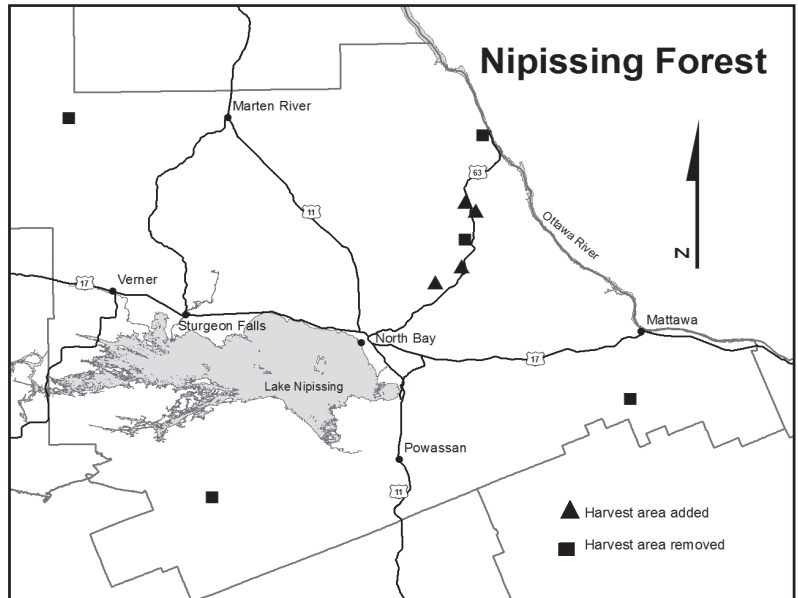 Nipissing Forest
Marten River
63
11
Ottawa River
N
17
Verner
Sturgeon Falls
North Bay
Mattawa
17
Lake Nipissing
Powassan
11
Harvest area added
Harvest area removed